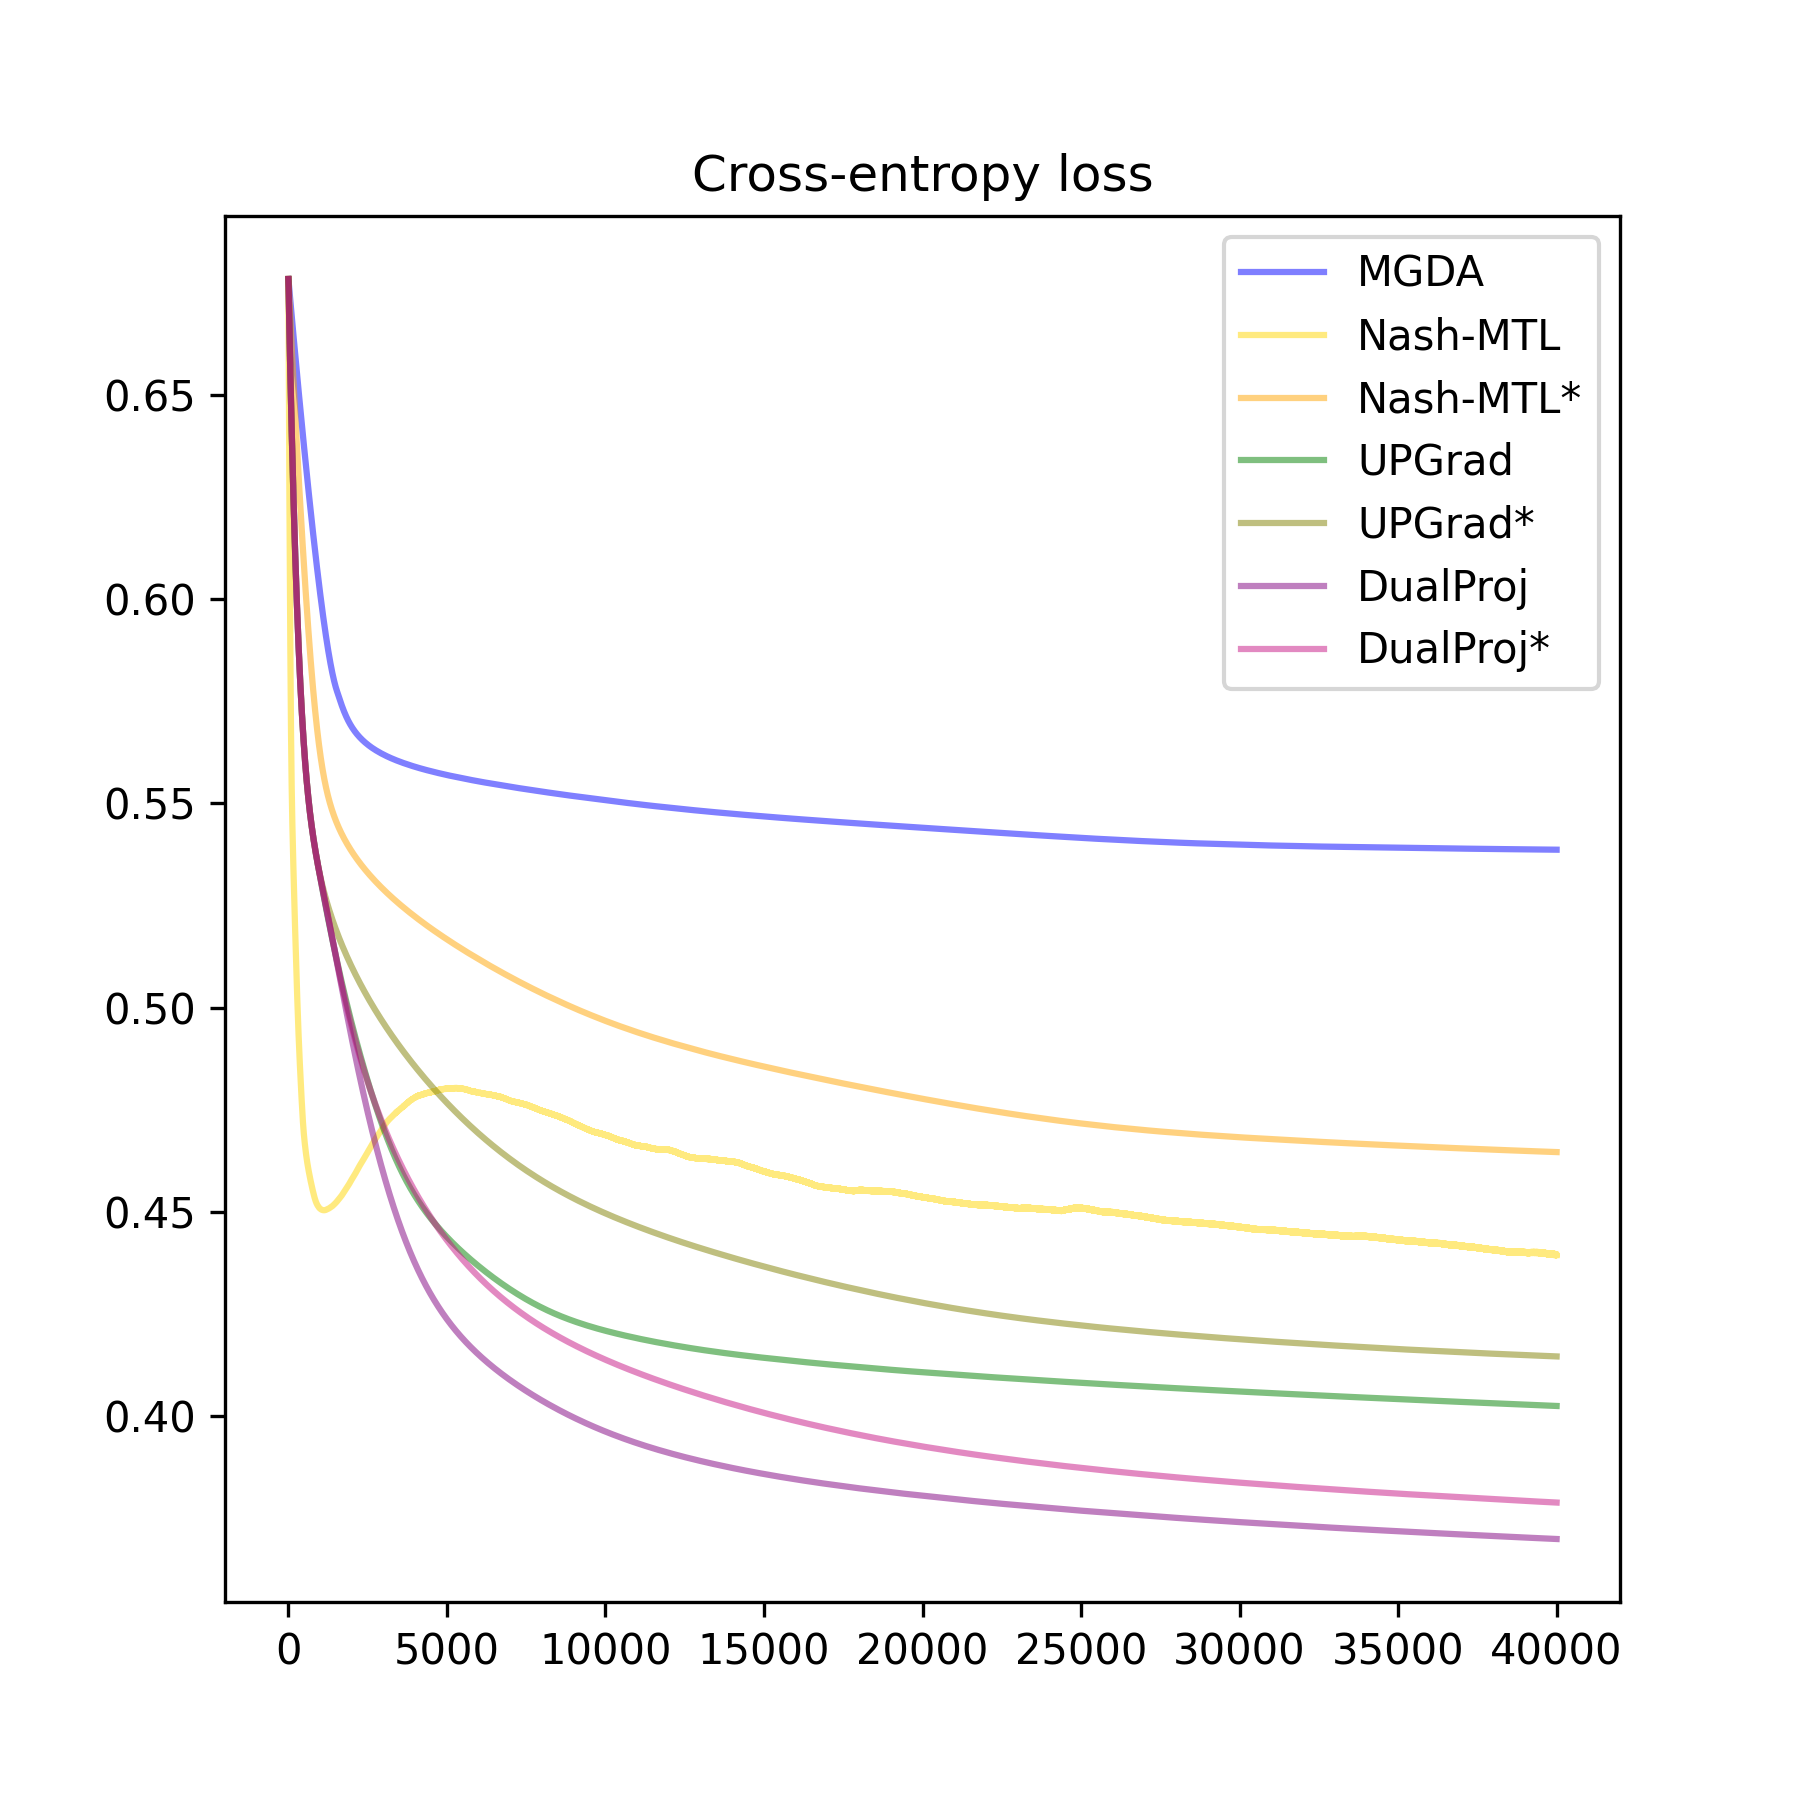 Cross-entropy loss
MGDA
Nash-MTL
Nash-MTL*
UPGrad
UPGrad*
DualProj
DualProj*
0.65
0.60
0.55
0.50
0.45
0.40
0 5000 10000 15000 20000 25000 30000 35000 40000